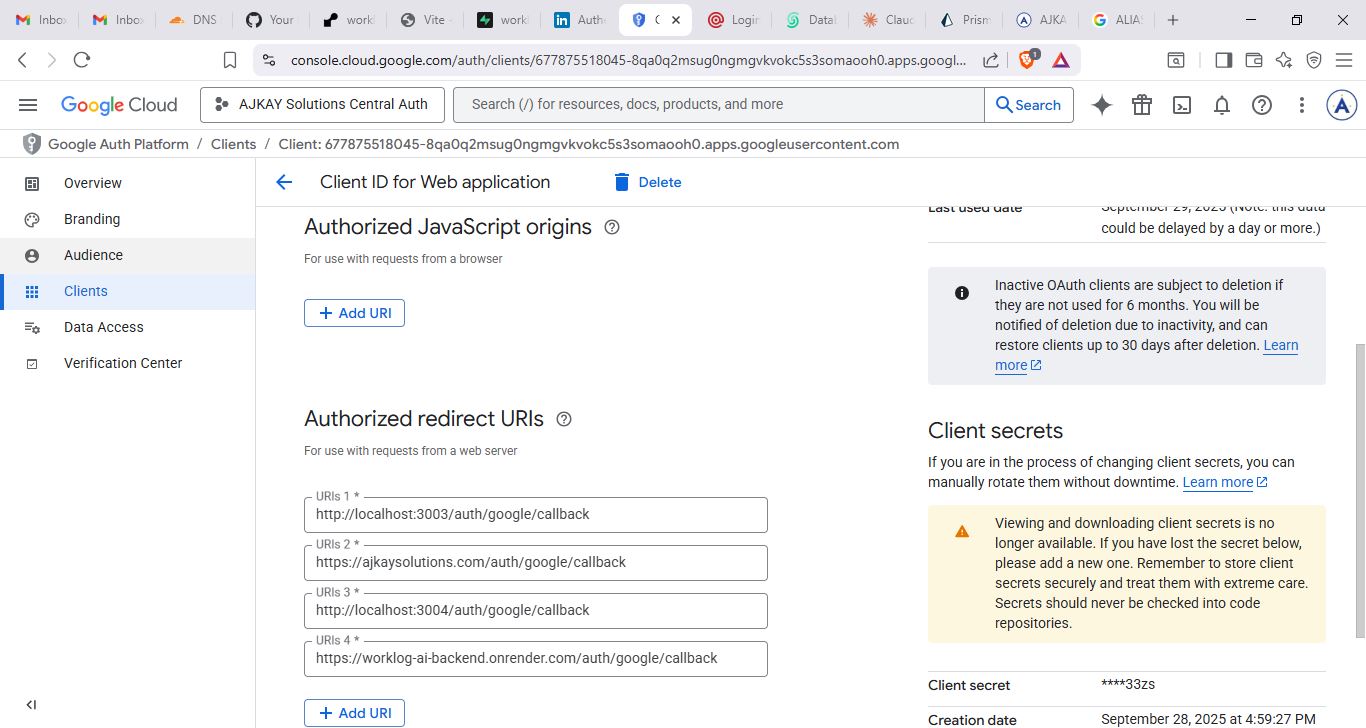 Inbo
Inbo
DNS
Your
work
Vite
work
Auth
C
Login
Datal
Clau
Prism
AJKA
ALIA
console.cloud.google.com/auth/clients/677875518045-8qa0q2msug0ngmgvkvokc5s3somaooh0.apps.googl...
1
Google Cloud
AJKAY Solutions Central Auth
Search (/) for resources, docs, products, and more
Search
A
Google Auth Platform / Clients / Client: 677875518045-8qa0q2msug0ngmgvkvokc5s3somaooh0.apps.googleusercontent.com
Overview
Branding
Audience
Clients
Data Access
Verification Center
Client ID for Web application
Delete
Authorized JavaScript origins
For use with requests from a browser
+ Add URI
Authorized redirect URIs
For use with requests from a web server
URIs 1 *
http://localhost:3003/auth/google/callback
URIs 2 *
https://ajkaysolutions.com/auth/google/callback
URIs 3 *
http://localhost:3004/auth/google/callback
URIs 4 *
https://worklog-ai-backend.onrender.com/auth/google/callback
+ Add URI
Last used date
September 29, 2025 (Note: this data
could be delayed by a day or more.)
Inactive OAuth clients are subject to deletion if
they are not used for 6 months. You will be
notified of deletion due to inactivity, and can
restore clients up to 30 days after deletion. Learn
more
Client secrets
If you are in the process of changing client secrets, you can
manually rotate them without downtime. Learn more
Viewing and downloading client secrets is no
longer available. If you have lost the secret below,
please add a new one. Remember to store client
secrets securely and treat them with extreme care.
Secrets should never be checked into code
repositories.
Client secret
****33zs
Creation date
September 28, 2025 at 4:59:27 PM